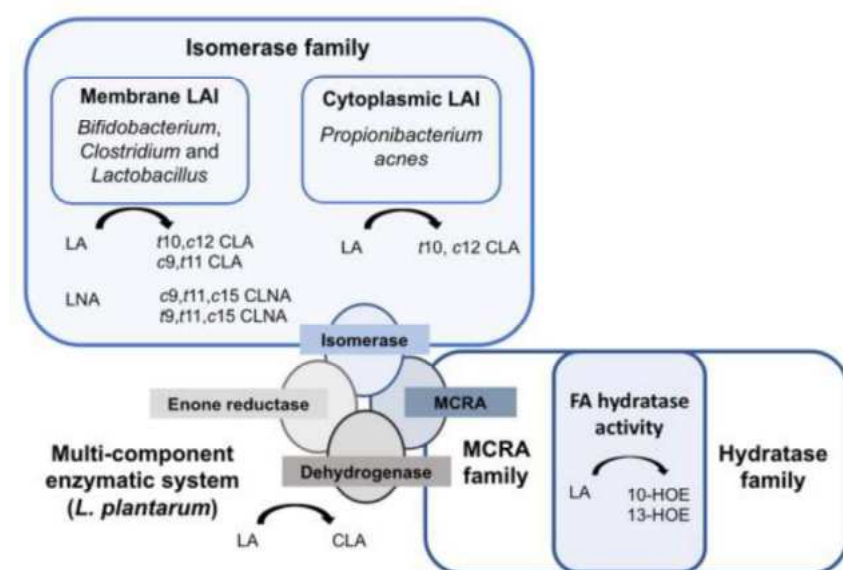 Isomerase family
Membrane LAI
Bifidobacterium,
Clostridium and
Lactobacillus
Cytoplasmic LAI
Propionibacterium
acnes
LA
t10,c12 CLA
c9,t11 CLA
LNA
c9,t11,c15 CLNA
t9,t11,c15 CLNA
LA
t10, c12 CLA
Isomerase
Enone reductase
MCRA
Dehydrogenase
Multi-component
enzymatic system
(L. plantarum)
LA
CLA
MCRA
family
FA hydratase
activity
LA
10-HOE
13-HOE
Hydratase
family